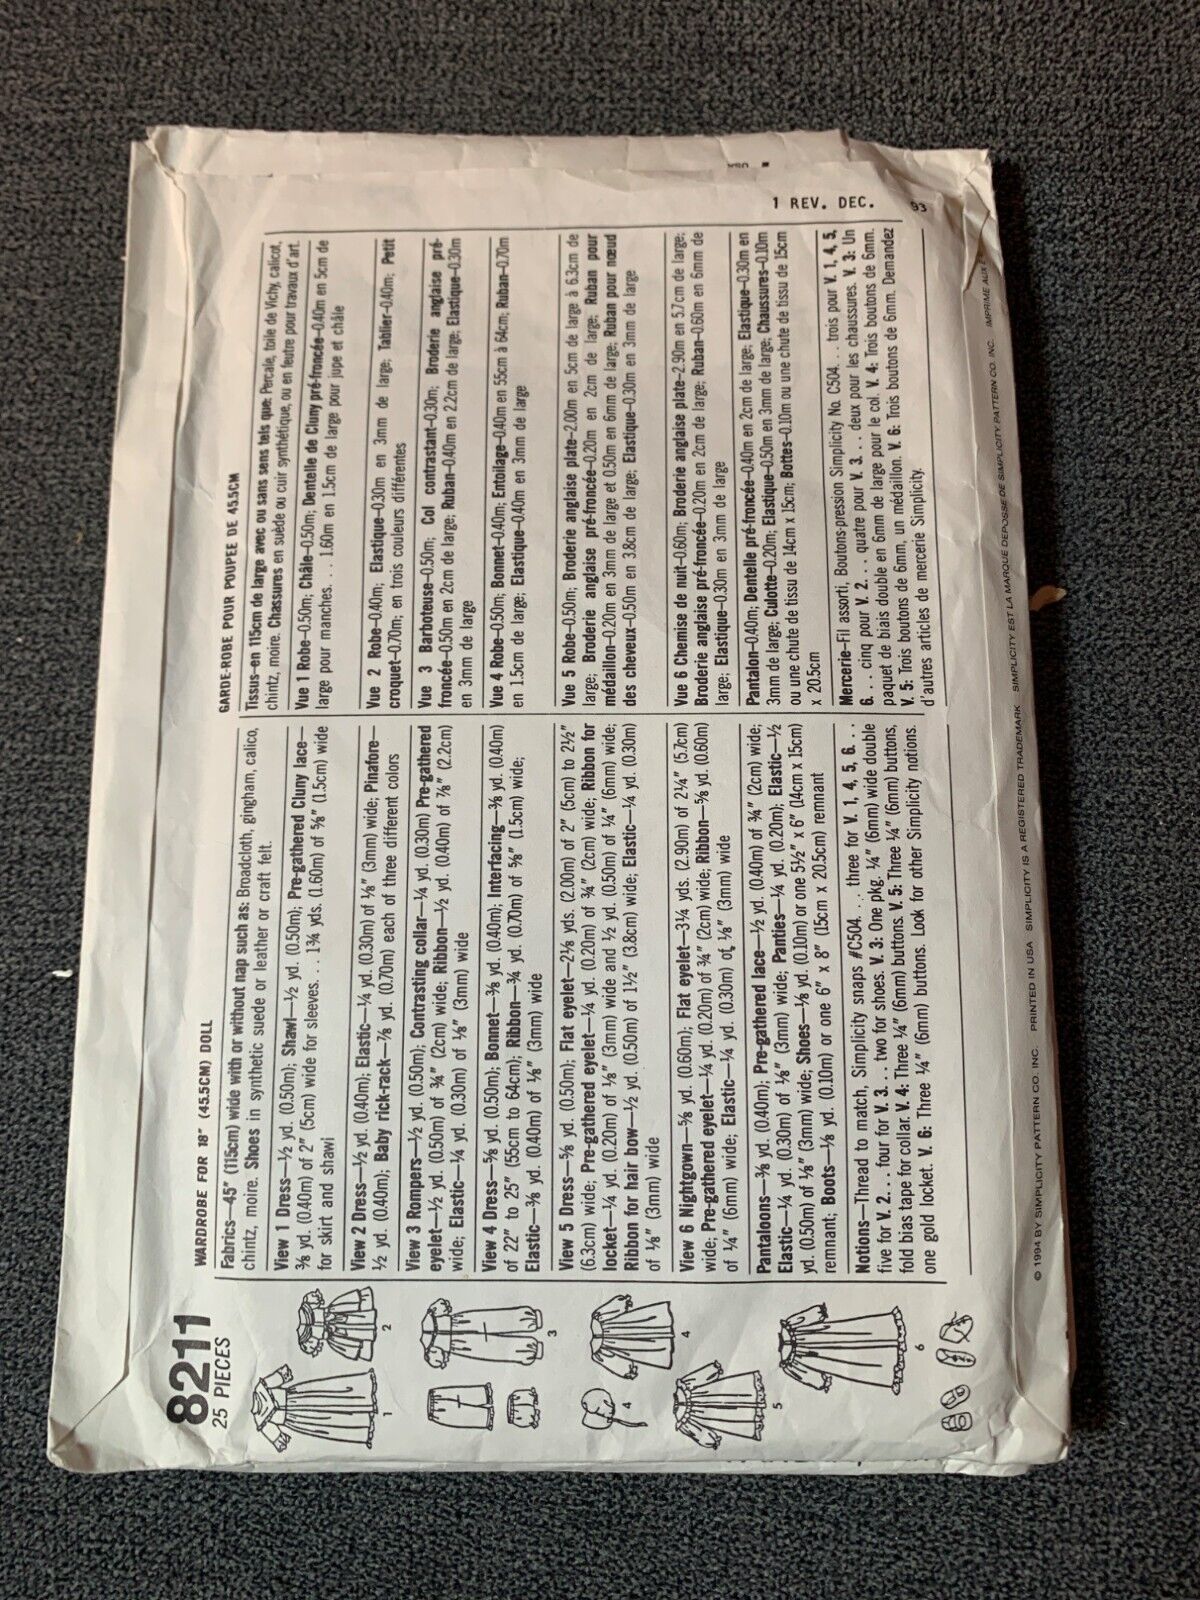 8211
25 PIECES
1
2
3
4
4
5
6
WARDROBE FOR 18" (45.5CM) DOLL
Fabrics—45" (115cm) wide with or without nap such as: Broadcloth, gingham, calico,
chintz, moire. Shoes in synthetic suede or leather or craft felt.
View 1 Dress—½ yd. (0.50m); Shawl—½ yd. (0.50m); Pre-gathered Cluny lace—
⅜ yd. (0.40m) of 2" (5cm) wide for sleeves. . . 1¾ yds. (1.60m) of ⅝" (1.5cm) wide
for skirt and shawl
View 2 Dress—½ yd. (0.40m); Elastic—¼ yd. (0.30m) of ⅛" (3mm) wide; Pinafore—
½ yd. (0.40m); Baby rick-rack—⅞ yd. (0.70m) each of three different colors
View 3 Rompers—½ yd. (0.50m); Contrasting collar—¼ yd. (0.30m) Pre-gathered
eyelet—½ yd. (0.50m) of ¾" (2cm) wide; Ribbon—½ yd. (0.40m) of ⅞" (2.2cm)
wide; Elastic—¼ yd. (0.30m) of ⅛" (3mm) wide
View 4 Dress—⅝ yd. (0.50m); Bonnet—⅜ yd. (0.40m); Interfacing—⅜ yd. (0.40m)
of 22" to 25" (55cm to 64cm); Ribbon—¾ yd. (0.70m) of ⅝" (1.5cm) wide;
Elastic—⅜ yd. (0.40m) of ⅛" (3mm) wide
View 5 Dress—⅝ yd. (0.50m); Flat eyelet—2⅛ yds. (2.00m) of 2" (5cm) to 2½"
(6.3cm) wide; Pre-gathered eyelet—¼ yd. (0.20m) of ¾" (2cm) wide; Ribbon for
locket—¼ yd. (0.20m) of ⅛" (3mm) wide and ½ yd. (0.50m) of ¼" (6mm) wide;
Ribbon for hair bow—½ yd. (0.50m) of 1½" (3.8cm) wide; Elastic—¼ yd. (0.30m)
of ⅛" (3mm) wide
View 6 Nightgown—⅝ yd. (0.60m); Flat eyelet—3¼ yds. (2.90m) of 2¼" (5.7cm)
wide; Pre-gathered eyelet—¼ yd. (0.20m) of ¾" (2cm) wide; Ribbon—⅝ yd. (0.60m)
of ¼" (6mm) wide; Elastic—¼ yd. (0.30m) of ⅛" (3mm) wide
Pantaloons—⅜ yd. (0.40m); Pre-gathered lace—½ yd. (0.40m) of ¾" (2cm) wide;
Elastic—¼ yd. (0.30m) of ⅛" (3mm) wide; Panties—¼ yd. (0.20m); Elastic—½
yd. (0.50m) of ⅛" (3mm) wide; Shoes—⅛ yd. (0.10m) or one 5½" x 6" (14cm x 15cm)
remnant; Boots—⅛ yd. (0.10m) or one 6" x 8" (15cm x 20.5cm) remnant
Notions—Thread to match, Simplicity snaps #C504. . . three for V. 1, 4, 5, 6. . .
five for V. 2. . . four for V. 3. . . two for shoes. V. 3: One pkg. ¼" (6mm) wide double
fold bias tape for collar. V. 4: Three ¼" (6mm) buttons. V. 5: Three ¼" (6mm) buttons,
one gold locket. V. 6: Three ¼" (6mm) buttons. Look for other Simplicity notions.
GARDE-ROBE POUR POUPEE DE 45.5CM
Tissus—en 115cm de large avec ou sans sens tels que: Percale, toile de Vichy, calicot,
chintz, moire. Chassures en suéde ou cuir synthétique, ou en feutre pour travaux d'art.
Vue 1 Robe—0.50m; Châle—0.50m; Dentelle de Cluny pré-froncée—0.40m en 5cm de
large pour manches. . . 1.60m en 1.5cm de large pour jupe et châle
Vue 2 Robe—0.40m; Elastique—0.30m en 3mm de large; Tablier—0.40m; Petit
croquet—0.70m; en trois couleurs différentes
Vue 3 Barboteuse—0.50m; Col contrastant—0.30m; Broderie anglaise pré-
froncée—0.50m en 2cm de large; Ruban—0.40m en 2.2cm de large; Elastique—0.30m
en 3mm de large
Vue 4 Robe—0.50m; Bonnet—0.40m; Entoilage—0.40m en 55cm à 64cm; Ruban—0.70m
en 1.5cm de large; Elastique—0.40m en 3mm de large
Vue 5 Robe—0.50m; Broderie anglaise plate—2.00m en 5cm de large à 6.3cm de
large; Broderie anglaise pré-froncée—0.20m en 2cm de large; Ruban pour
médaillon—0.20m en 3mm de large et 0.50m en 6mm de large; Ruban pour nœud
des cheveux—0.50m en 3.8cm de large; Elastique—0.30m en 3mm de large
Vue 6 Chemise de nuit—0.60m; Broderie anglaise plate—2.90m en 5.7cm de large;
Broderie anglaise pré-froncée—0.20m en 2cm de large; Ruban—0.60m en 6mm de
large; Elastique—0.30m en 3mm de large
Pantalon—0.40m; Dentelle pré-froncée—0.40m en 2cm de large; Elastique—0.30m en
3mm de large; Culotte—0.20m; Elastique—0.50m en 3mm de large; Chaussures—0.10m
ou une chute de tissu de 14cm x 15cm; Bottes—0.10m ou une chute de tissu de 15cm
x 20.5cm
Mercerie—Fil assorti, Boutons-pression Simplicity No. C504. . . trois pour V. 1, 4, 5,
6. . . cinq pour V. 2. . . quatre pour V. 3. . . deux pour les chaussures. V. 3: Un
paquet de biais double en 6mm de large pour le col. V. 4: Trois boutons de 6mm.
V. 5: Trois boutons de 6mm, un médaillon. V. 6: Trois boutons de 6mm. Demandez
d'autres articles de mercerie Simplicity.
© 1994 BY SIMPLICITY PATTERN CO. INC. PRINTED IN USA SIMPLICITY IS A REGISTERED TRADEMARK SIMPLICITY EST LA MARQUE DEPOSSE DE SIMPLICITY PATTERN CO. INC. IMPRIME AUX
1 REV. DEC. 93